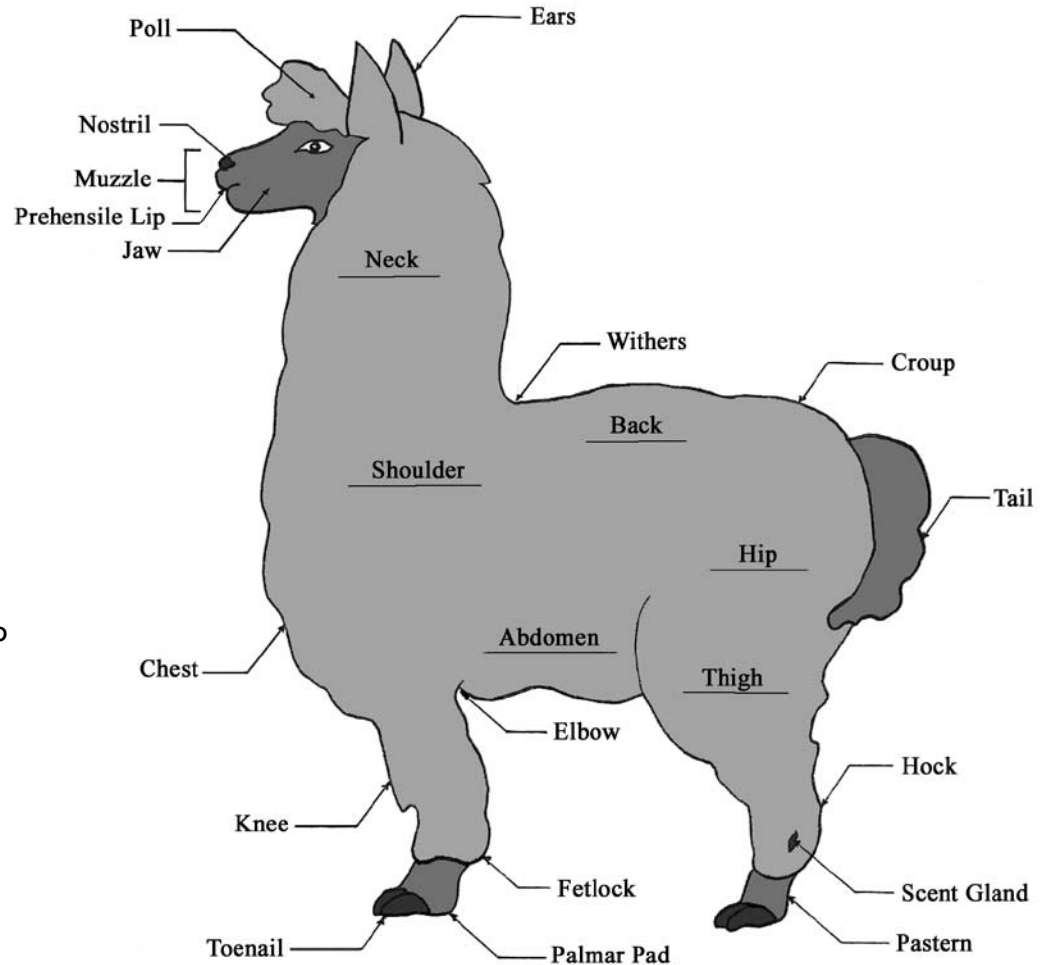 Ears
Poll
Nostril
Muzzle
Prehensile Lip
Jaw
Neck
Withers
Croup
Back
Shoulder
Tail
Hip
Abdomen
Chest
Thigh
Elbow
Hock
Knee
Fetlock
Scent Gland
Toenail
Palmar Pad
Pastern